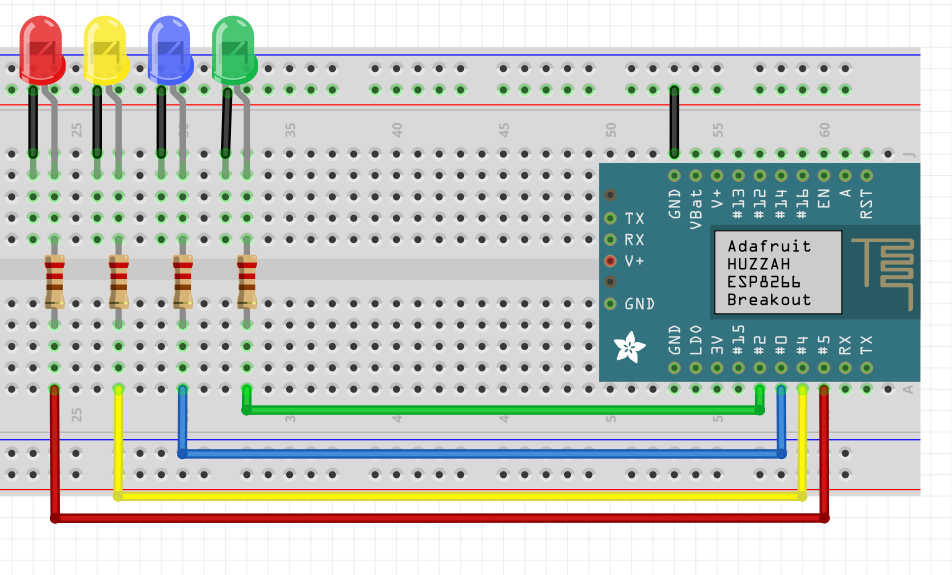 25
35
40
45
50
55
60
J
GND
VBat
V+
#13
#12
#14
#16
EN
A
RST
TX
RX
V+
GND
Adafruit
HUZZAH
ESP8266
Breakout
GND
LDO
3V
#15
#2
#0
#4
#5
RX
TX
A
25